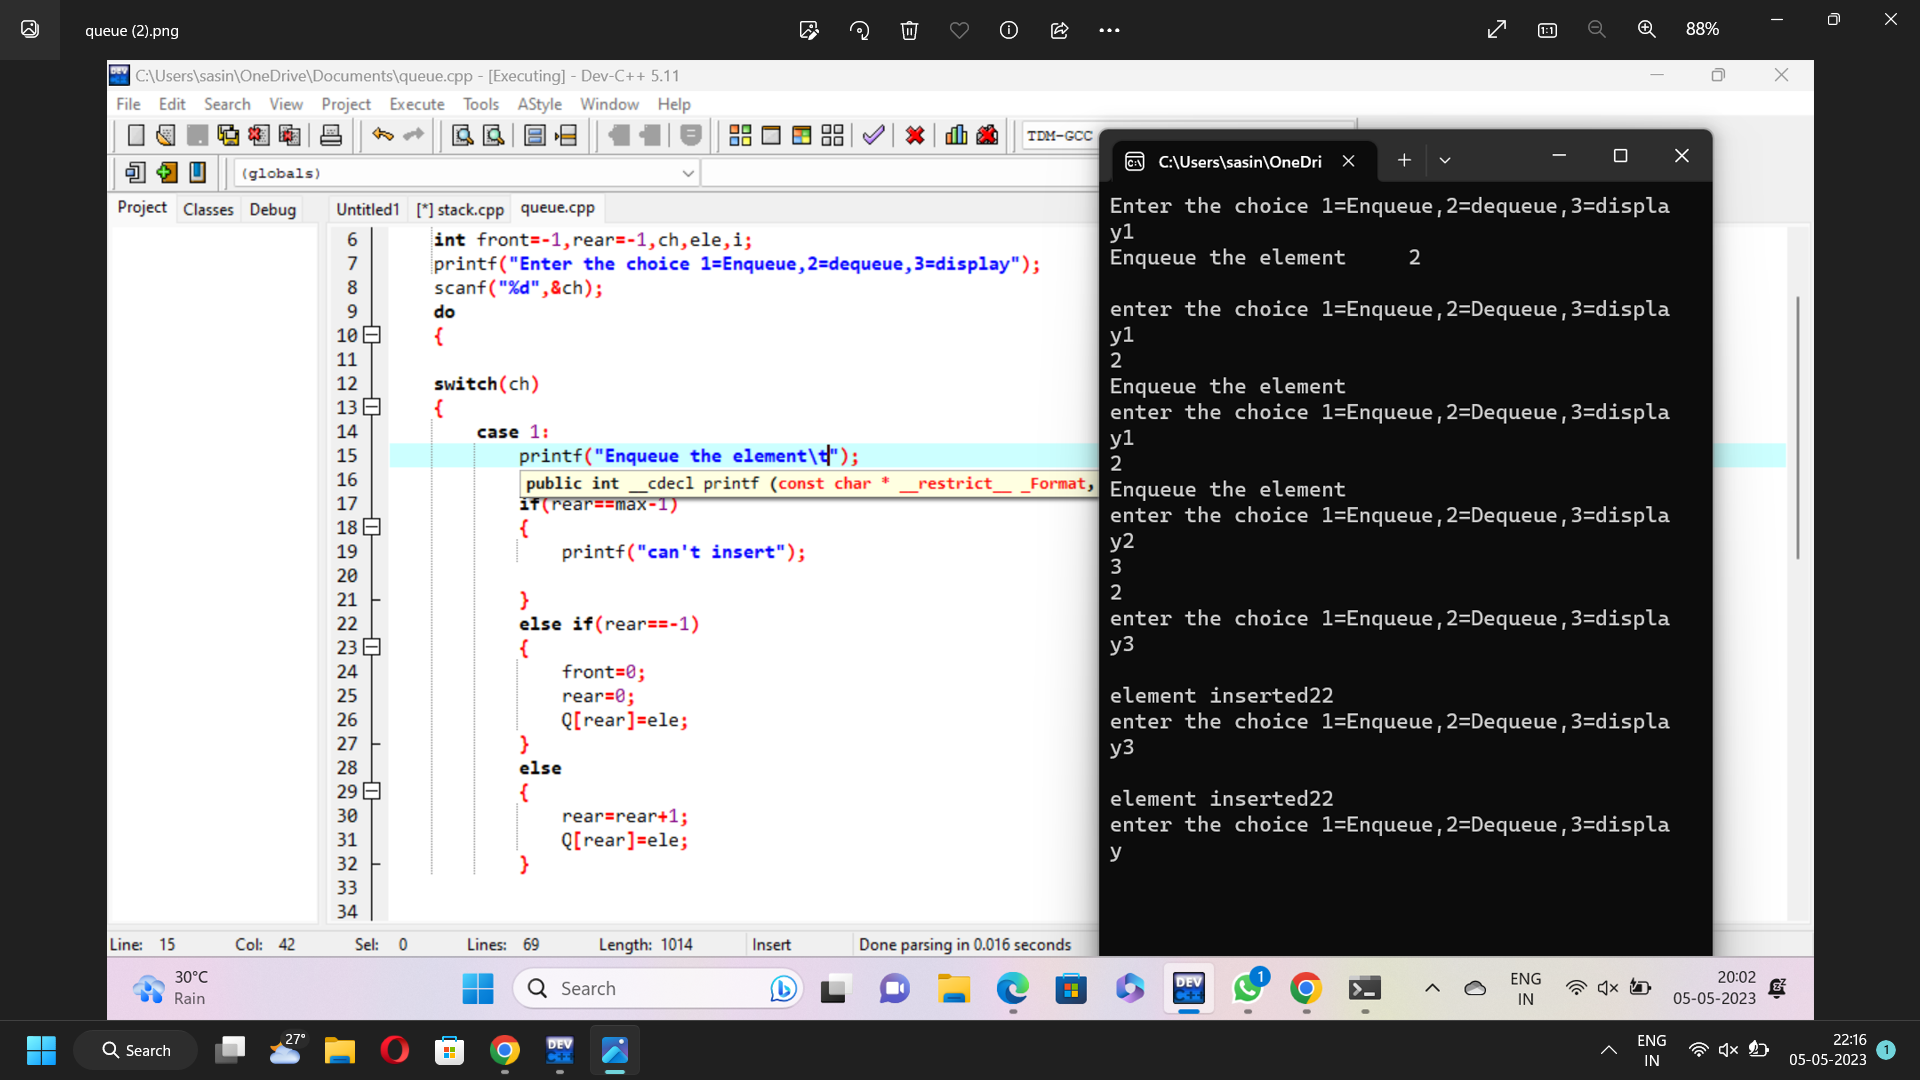 queue (2).png
88%
C:\Users\sasin\OneDrive\Documents\queue.cpp - [Executing] - Dev-C++ 5.11
File Edit Search View Project Execute Tools AStyle Window Help
TDM-GCC
(globals)
Project Classes Debug
Untitled1 [*] stack.cpp queue.cpp
6 int front=-1,rear=-1,ch,ele,i;
7 printf("Enter the choice 1=Enqueue,2=dequeue,3=display");
8 scanf("%d",&ch);
9 do
10 {
11
12 switch(ch)
13 {
14 case 1:
15 printf("Enqueue the element\t");
16 public int __cdecl printf (const char * __restrict__ _Format,
17 if(rear==max-1)
18 {
19 printf("can't insert");
20
21 }
22 else if(rear==-1)
23 {
24 front=0;
25 rear=0;
26 Q[rear]=ele;
27 }
28 else
29 {
30 rear=rear+1;
31 Q[rear]=ele;
32 }
33
34
Line: 15 Col: 42 Sel: 0 Lines: 69 Length: 1014 Insert Done parsing in 0.016 seconds
C:\Users\sasin\OneDri
Enter the choice 1=Enqueue,2=dequeue,3=displa
y1
Enqueue the element 2
enter the choice 1=Enqueue,2=Dequeue,3=displa
y1
2
Enqueue the element
enter the choice 1=Enqueue,2=Dequeue,3=displa
y1
2
Enqueue the element
enter the choice 1=Enqueue,2=Dequeue,3=displa
y2
3
2
enter the choice 1=Enqueue,2=Dequeue,3=displa
y3
element inserted22
enter the choice 1=Enqueue,2=Dequeue,3=displa
y3
element inserted22
enter the choice 1=Enqueue,2=Dequeue,3=displa
y
30°C
Rain
Search
DEV
1
ENG
IN
20:02
05-05-2023
Search
27°
DEV
C++
ENG
IN
22:16
05-05-2023
1